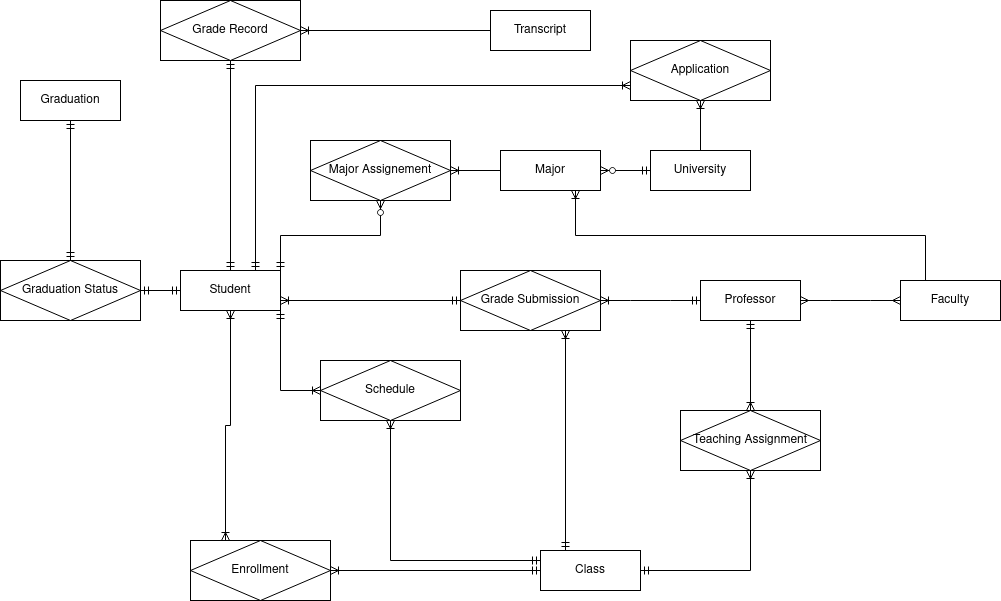 Grade Record
Transcript
Application
Graduation
Major Assignement
Major
University
Graduation Status
Student
Grade Submission
Professor
Faculty
Schedule
Teaching Assignment
Enrollment
Class